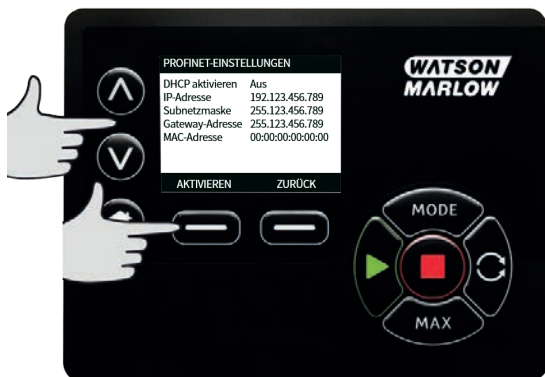 PROFINET-EINSTELLUNGEN
DHCP aktivieren Aus
IP-Adresse 192.123.456.789
Subnetzmaske 255.123.456.789
Gateway-Adresse 255.123.456.789
MAC-Adresse 00:00:00:00:00:00
AKTIVIEREN ZURÜCK
WATSON
MARLOW
MODE
MAX